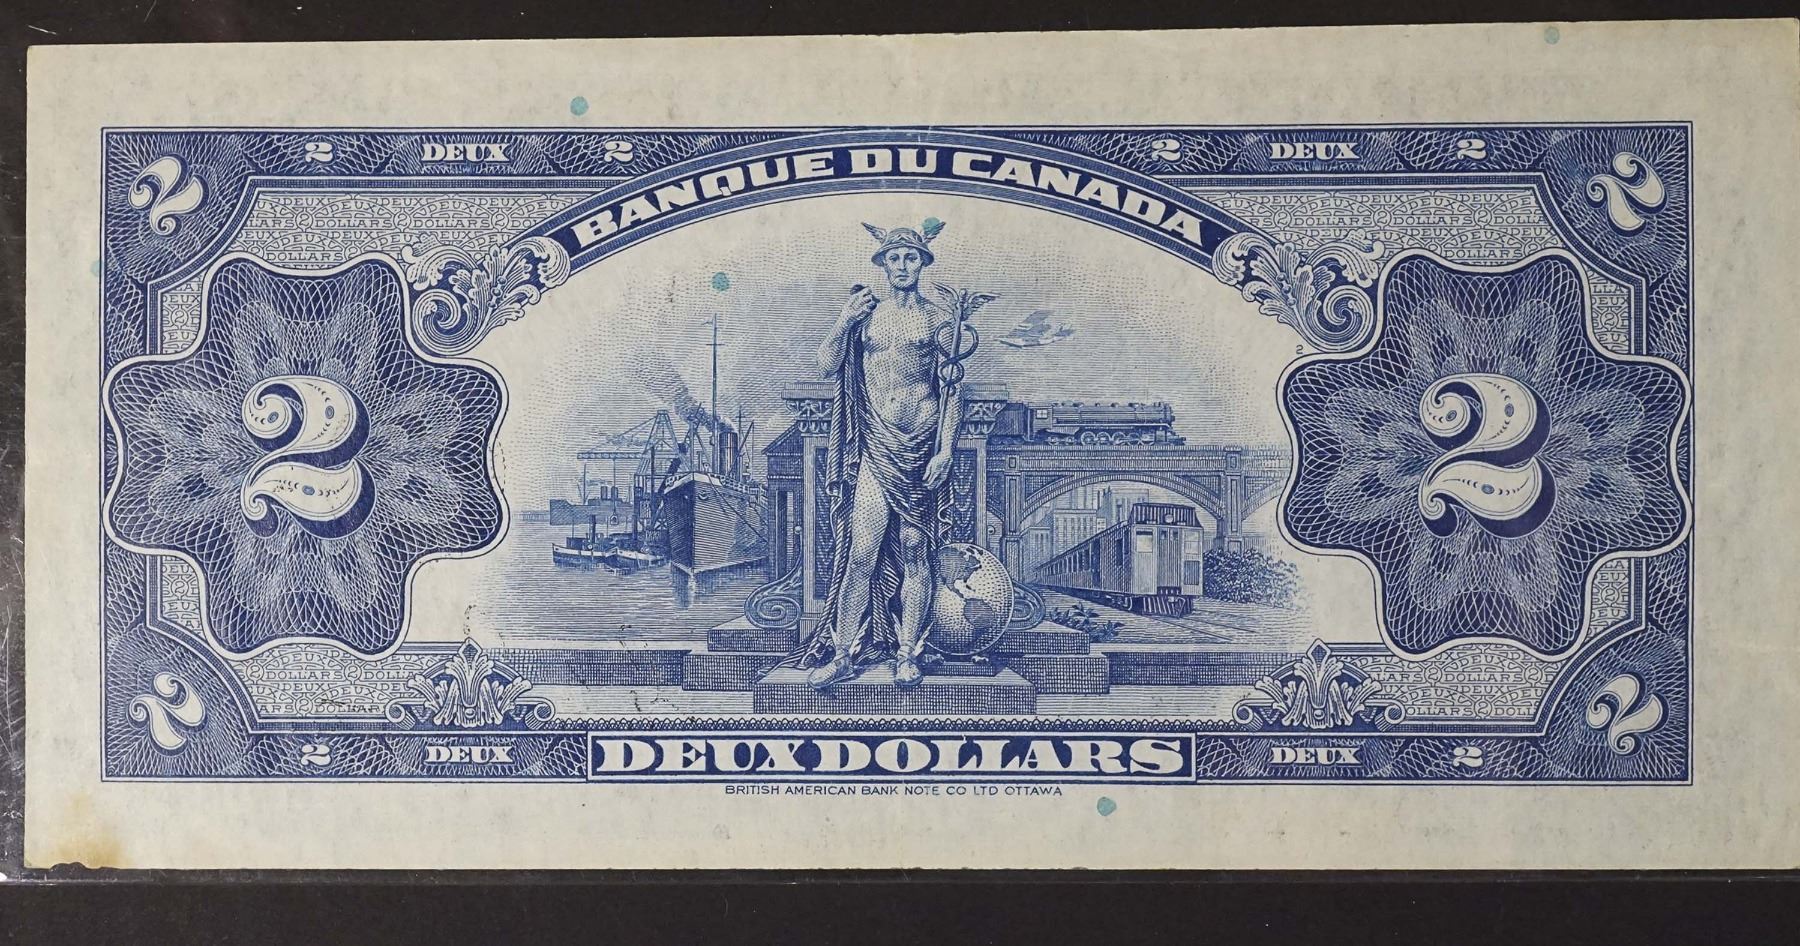 2 DEUX 2 2 DEUX 2
2 2
BANQUE DU CANADA
2
2 2
2 2
2 DEUX DEUX DOLLARS DEUX 2
BRITISH AMERICAN BANK NOTE CO LTD OTTAWA